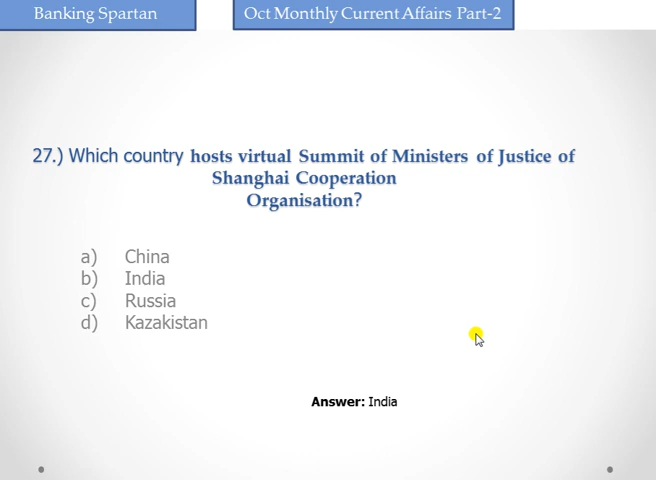 Banking Spartan
Oct Monthly Current Affairs Part-2
27.) Which country hosts virtual Summit of Ministers of Justice of
Shanghai Cooperation
Organisation?
a) China
b) India
c) Russia
d) Kazakistan
Answer: India